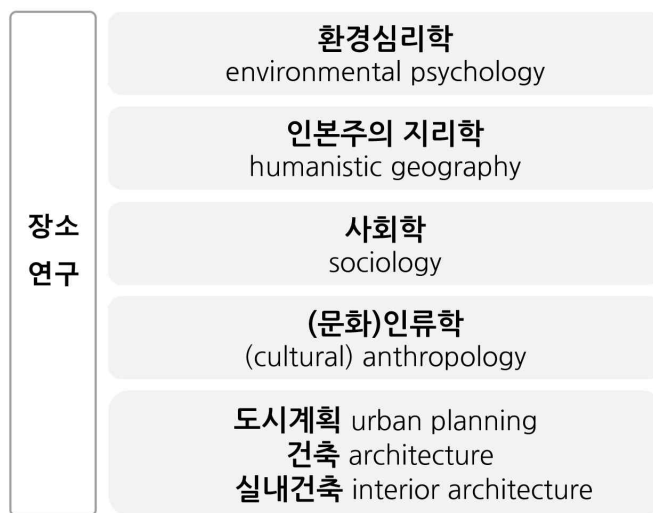 장소
연구
환경심리학
environmental psychology
인본주의 지리학
humanistic geography
사회학
sociology
(문화)인류학
(cultural) anthropology
도시계획 urban planning
건축 architecture
실내건축 interior architecture